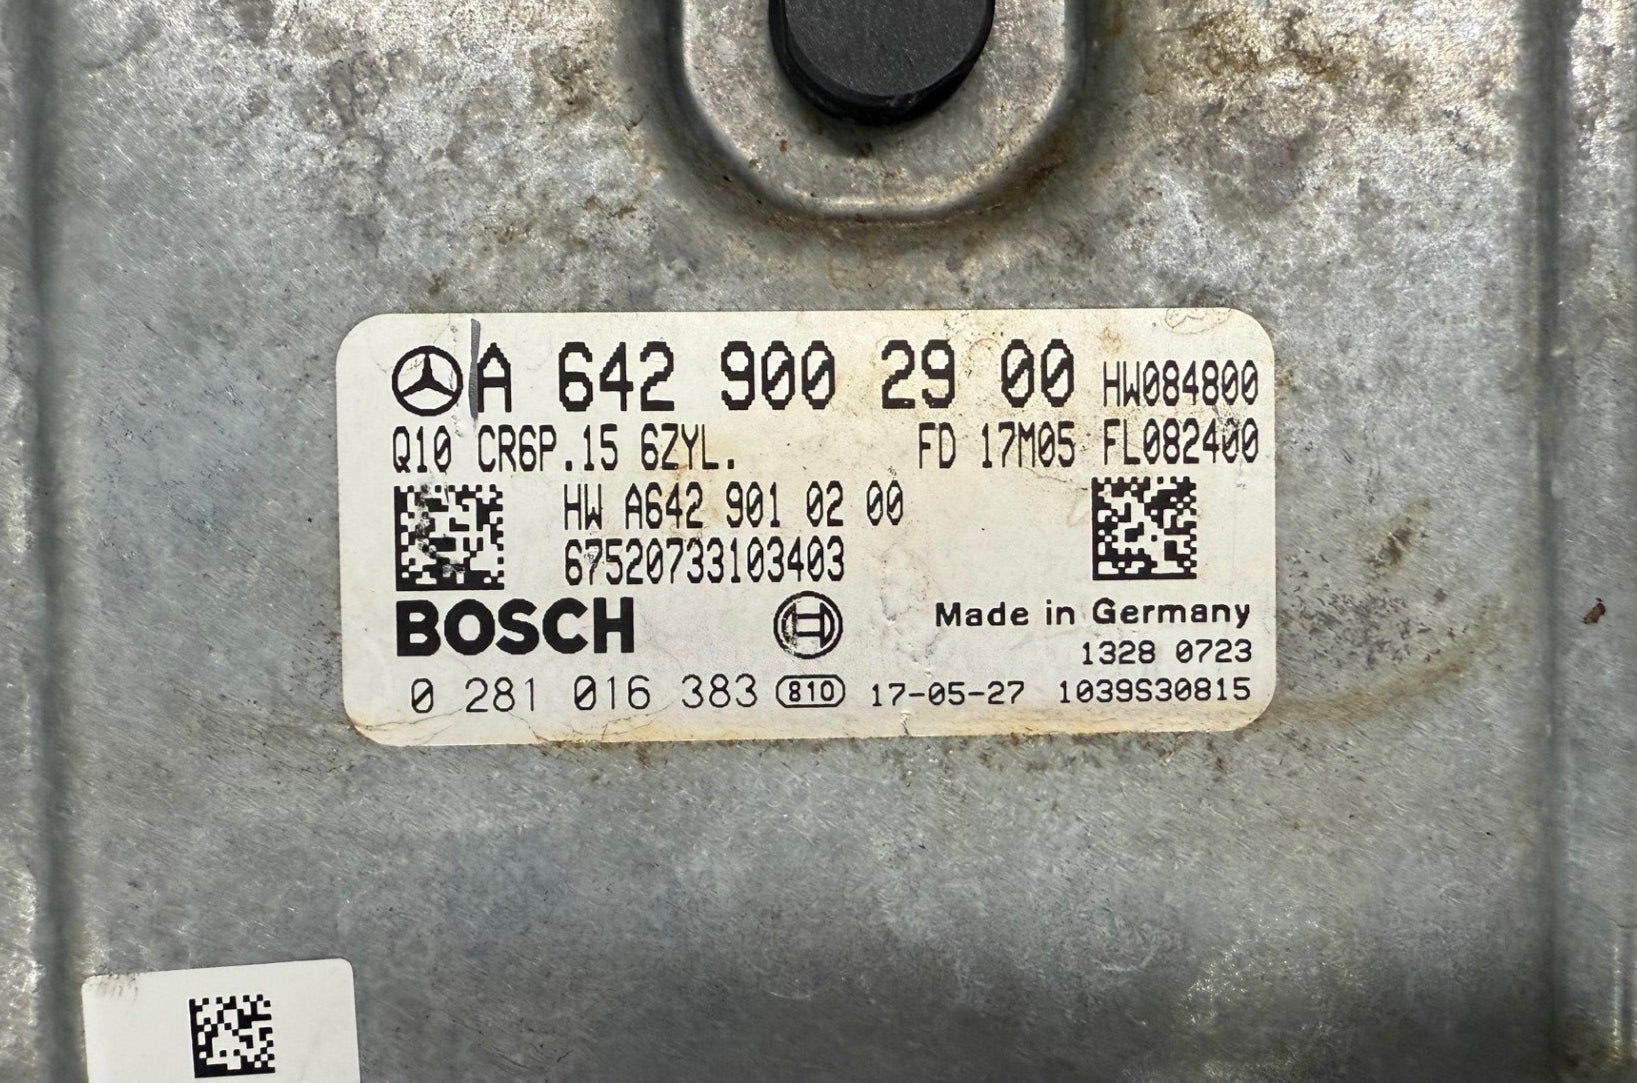 A 642 900 29 00 HW084800
Q10 CR6P.15 6ZYL. FD 17M05 FL082400
HW A642 901 02 00
67520733103403
BOSCH
Made in Germany
1328 0723
0 281 016 383 810 17-05-27 1039S30815